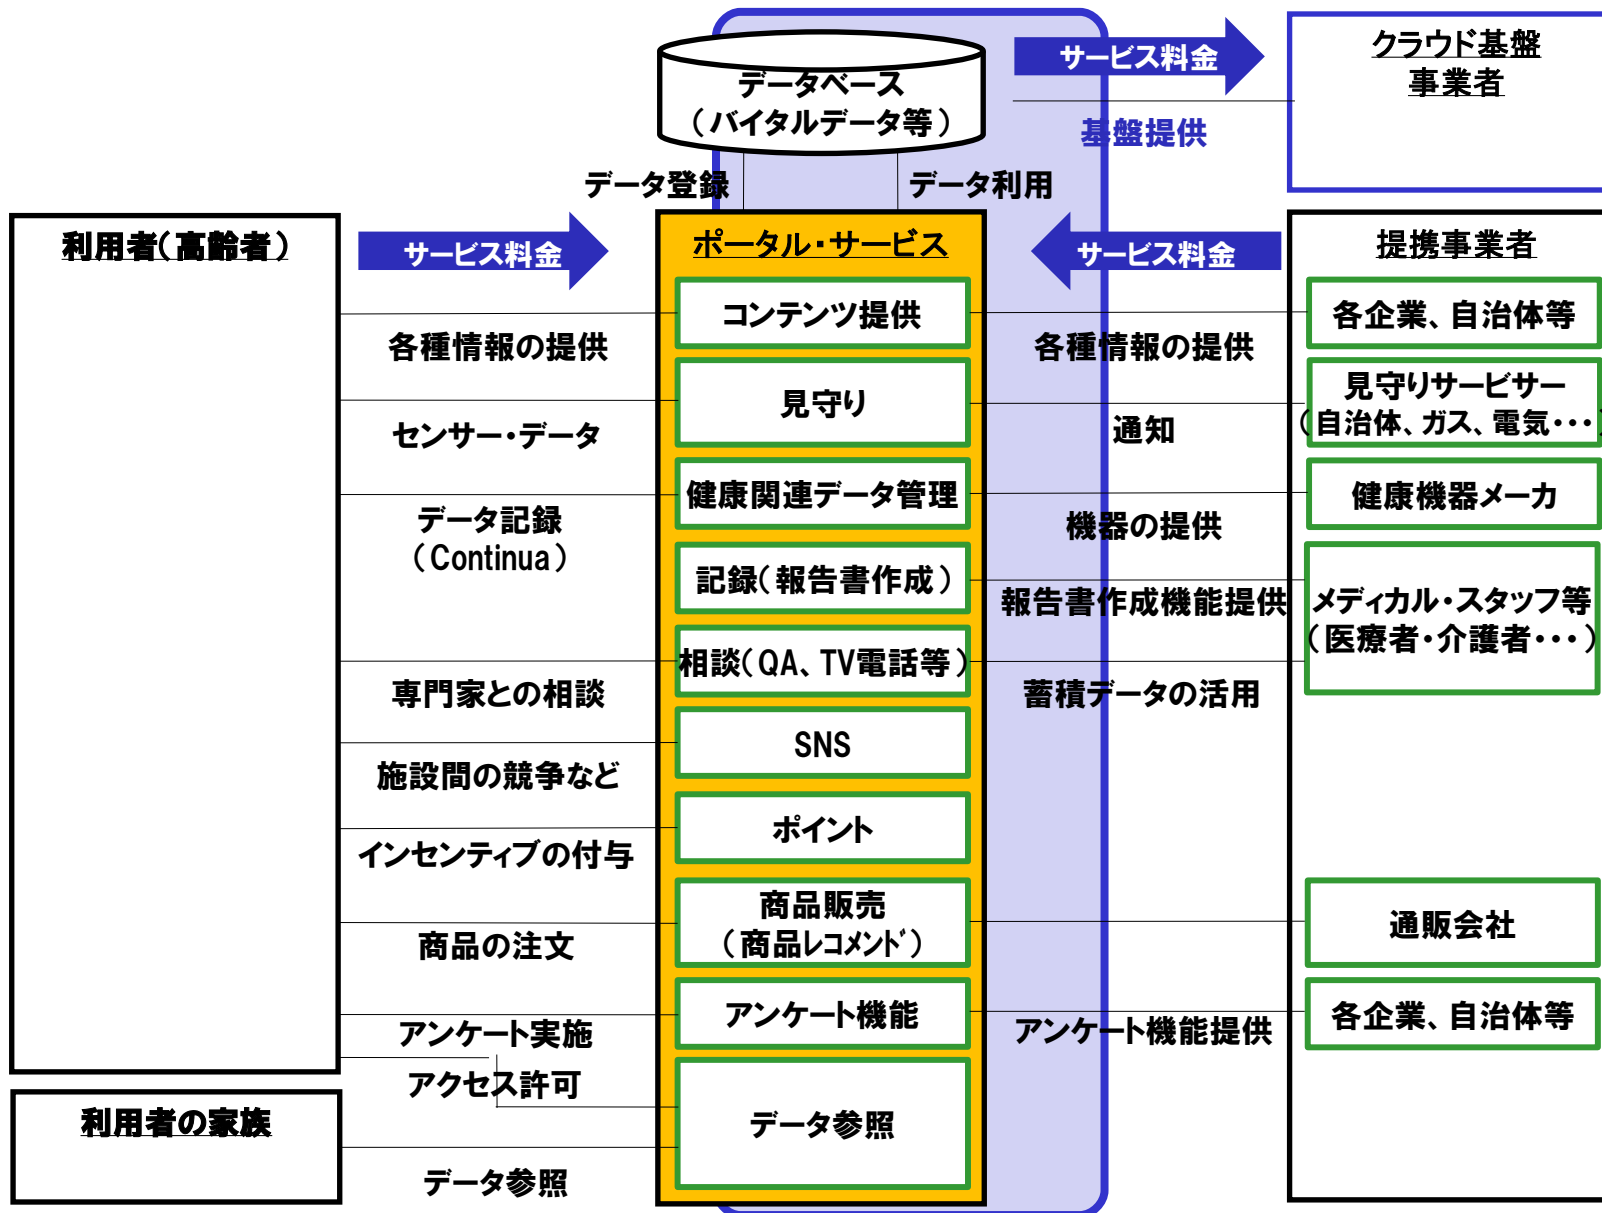 データベース
（バイタルデータ等）
サービス料金
基盤提供
クラウド基盤
事業者
データ登録
データ利用
利用者（高齢者）
サービス料金
ポータル・サービス
サービス料金
提携事業者
各種情報の提供
コンテンツ提供
各種情報の提供
各企業、自治体等
センサー・データ
見守り
通知
見守りサービサー
（自治体、ガス、電気・・・）
データ記録
（Continua）
健康関連データ管理
機器の提供
健康機器メーカ
記録（報告書作成）
報告書作成機能提供
メディカル・スタッフ等
（医療者・介護者・・・）
専門家との相談
相談（QA、TV電話等）
蓄積データの活用
施設間の競争など
SNS
インセンティブの付与
ポイント
商品の注文
商品販売
（商品ﾚｺﾒﾝﾄﾞ）
通販会社
アンケート実施
アンケート機能
アンケート機能提供
各企業、自治体等
アクセス許可
利用者の家族
データ参照
データ参照